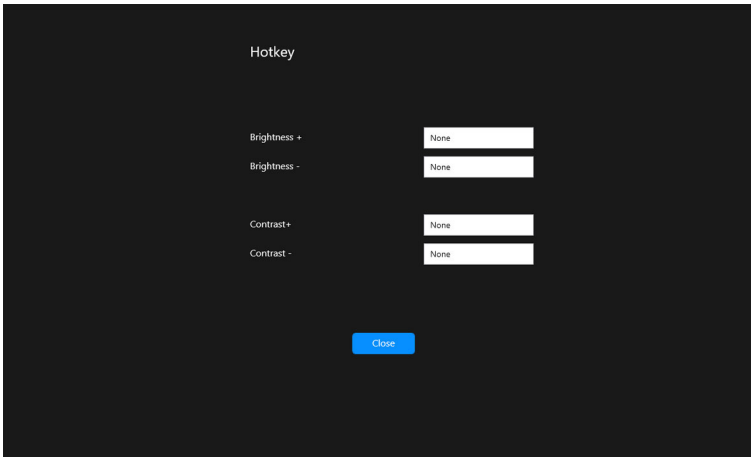 Hotkey
Brightness + None
Brightness - None
Contrast+ None
Contrast - None
Close